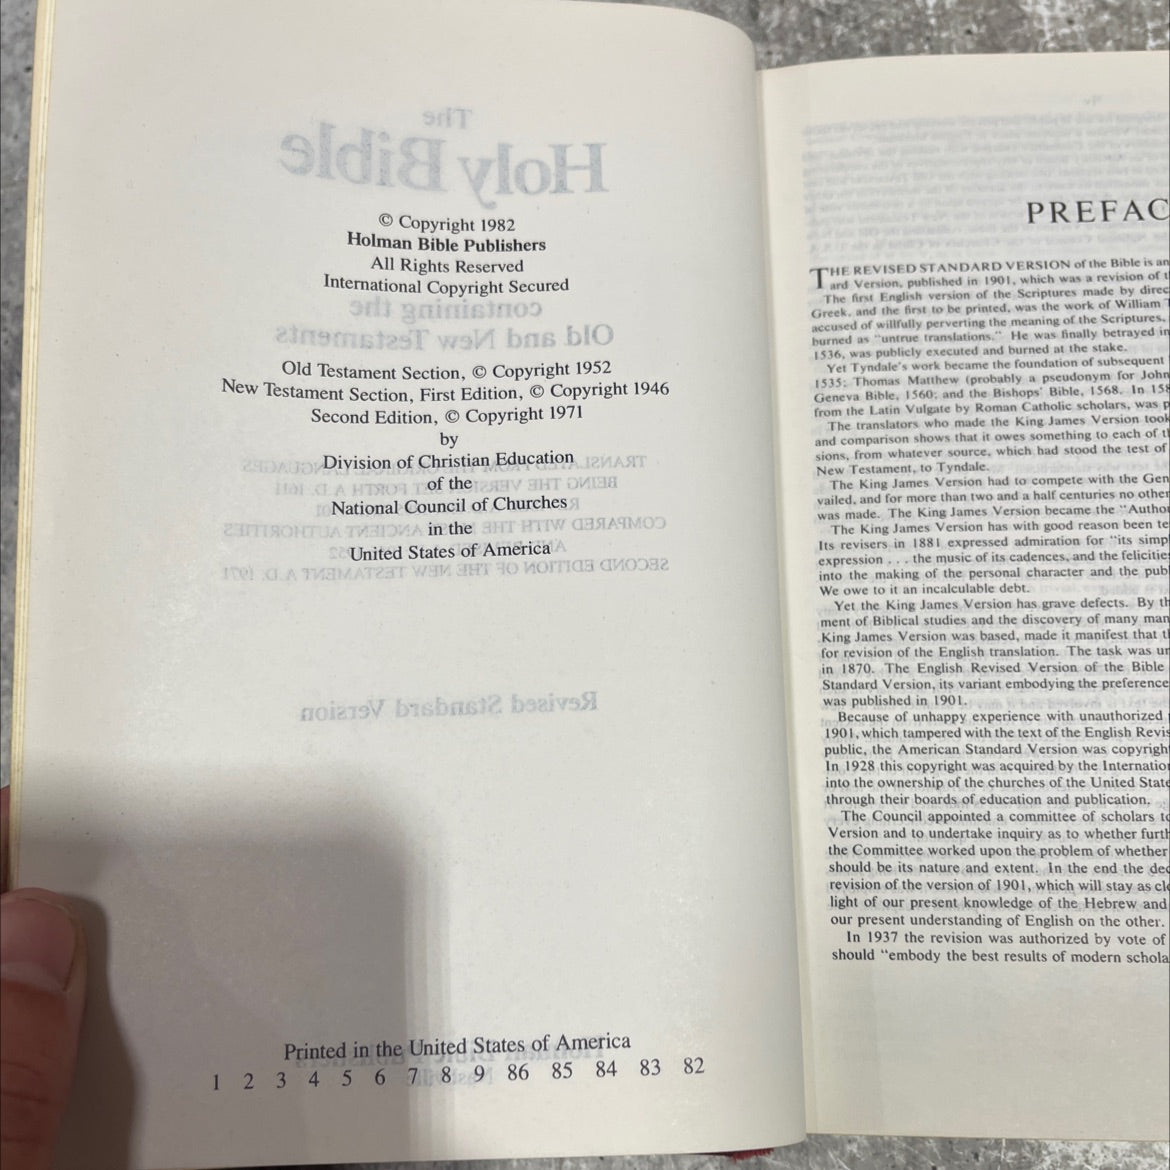 © Copyright 1982
Holman Bible Publishers
All Rights Reserved
International Copyright Secured
Old Testament Section, © Copyright 1952
New Testament Section, First Edition, © Copyright 1946
Second Edition, © Copyright 1971
by
Division of Christian Education
of the
National Council of Churches
in the
United States of America
Printed in the United States of America
1 2 3 4 5 6 7 8 9 86 85 84 83 82
PREFAC
THE REVISED STANDARD VERSION of the Bible is an
ard Version, published in 1901, which was a revision of
The first English version of the Scriptures made by direc
Greek, and the first to be printed, was the work of William
accused of willfully perverting the meaning of the Scriptures,
burned as "untrue translations." He was finally betrayed in
1536, was publicly executed and burned at the stake.
Yet Tyndale's work became the foundation of subsequent
1535; Thomas Matthew (probably a pseudonym for John
Geneva Bible, 1560; and the Bishops' Bible, 1568. In 158
from the Latin Vulgate by Roman Catholic scholars, was p
The translators who made the King James Version took
and comparison shows that it owes something to each of t
sions, from whatever source, which had stood the test of
New Testament, to Tyndale.
The King James Version had to compete with the Gen
vailed, and for more than two and a half centuries no other
was made. The King James Version became the "Author
The King James Version has with good reason been te
Its revisers in 1881 expressed admiration for "its simp
expression . . . the music of its cadences, and the felicitie
into the making of the personal character and the pub
We owe to it an incalculable debt.
Yet the King James Version has grave defects. By th
ment of Biblical studies and the discovery of many man
King James Version was based, made it manifest that t
for revision of the English translation. The task was un
in 1870. The English Revised Version of the Bible
Standard Version, its variant embodying the preference
was published in 1901.
Because of unhappy experience with unauthorized
1901, which tampered with the text of the English Revis
public, the American Standard Version was copyrigh
In 1928 this copyright was acquired by the Internation
into the ownership of the churches of the United State
through their boards of education and publication.
The Council appointed a committee of scholars to
Version and to undertake inquiry as to whether furth
the Committee worked upon the problem of whether
should be its nature and extent. In the end the dec
revision of the version of 1901, which will stay as clo
light of our present knowledge of the Hebrew and
our present understanding of English on the other.
In 1937 the revision was authorized by vote of
should "embody the best results of modern schola